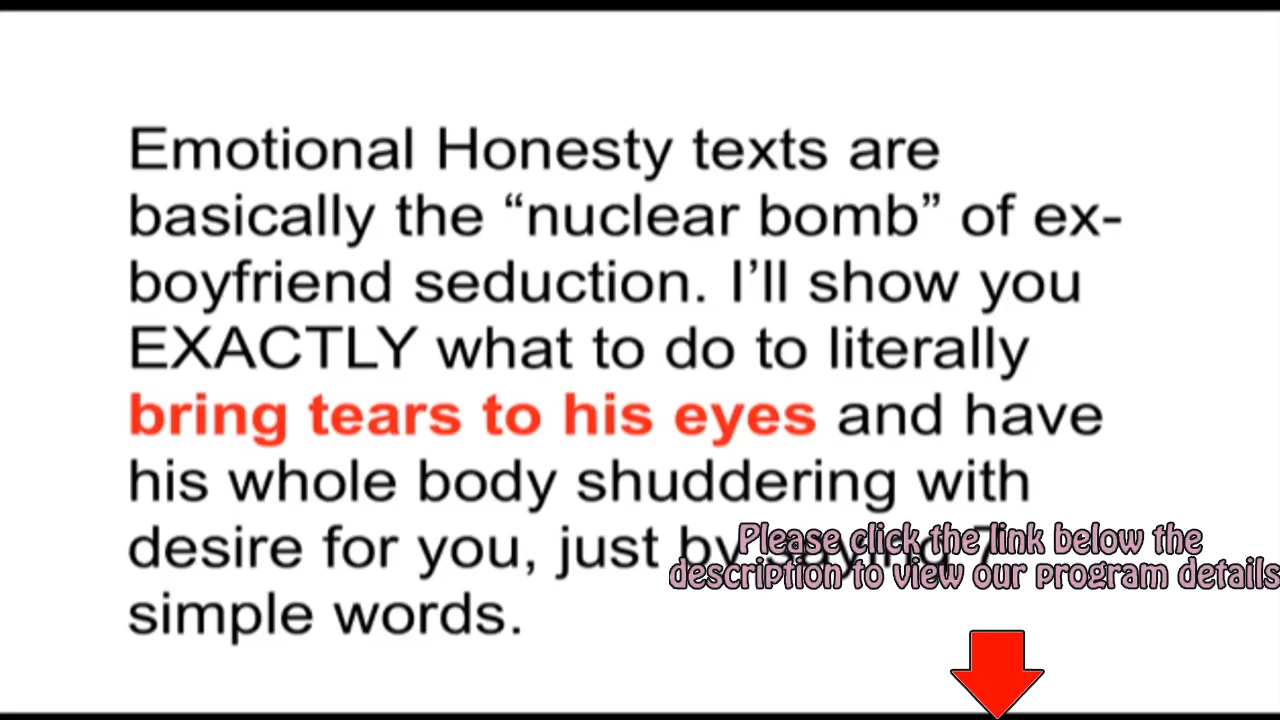 Emotional Honesty texts are
basically the “nuclear bomb” of ex-
boyfriend seduction. I’ll show you
EXACTLY what to do to literally
bring tears to his eyes and have
his whole body shuddering with
desire for you, just by saying 7
simple words.
Please click the link below the
description to view our program details